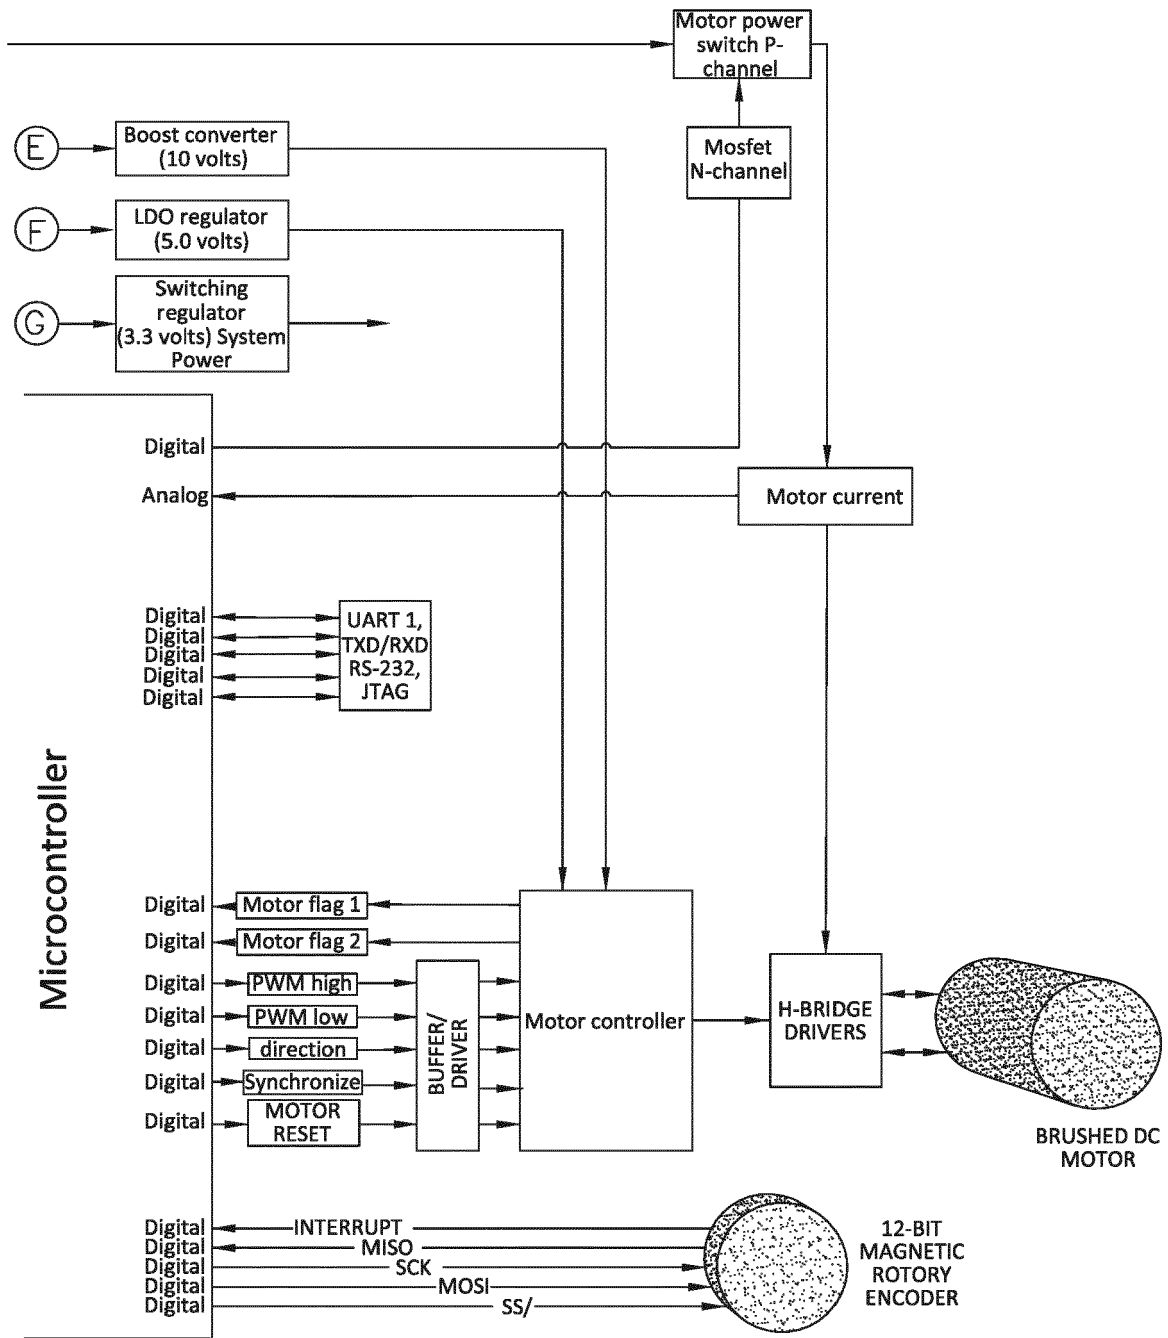 Motor power
switch P-
channel
E
Boost converter
(10 volts)
Mosfet
N-channel
F
LDO regulator
(5.0 volts)
G
Switching
regulator
(3.3 volts) System
Power
Digital
Analog
Motor current
Digital
Digital
Digital
Digital
Digital
UART 1,
TXD/RXD
RS-232,
JTAG
Microcontroller
Digital
Motor flag 1
Digital
Motor flag 2
Digital
PWM high
Digital
PWM low
Digital
direction
Digital
Synchronize
Digital
MOTOR
RESET
BUFFER/
DRIVER
Motor controller
H-BRIDGE
DRIVERS
BRUSHED DC
MOTOR
Digital
INTERRUPT
Digital
MISO
Digital
SCK
Digital
MOSI
Digital
SS/
12-BIT
MAGNETIC
ROTORY
ENCODER